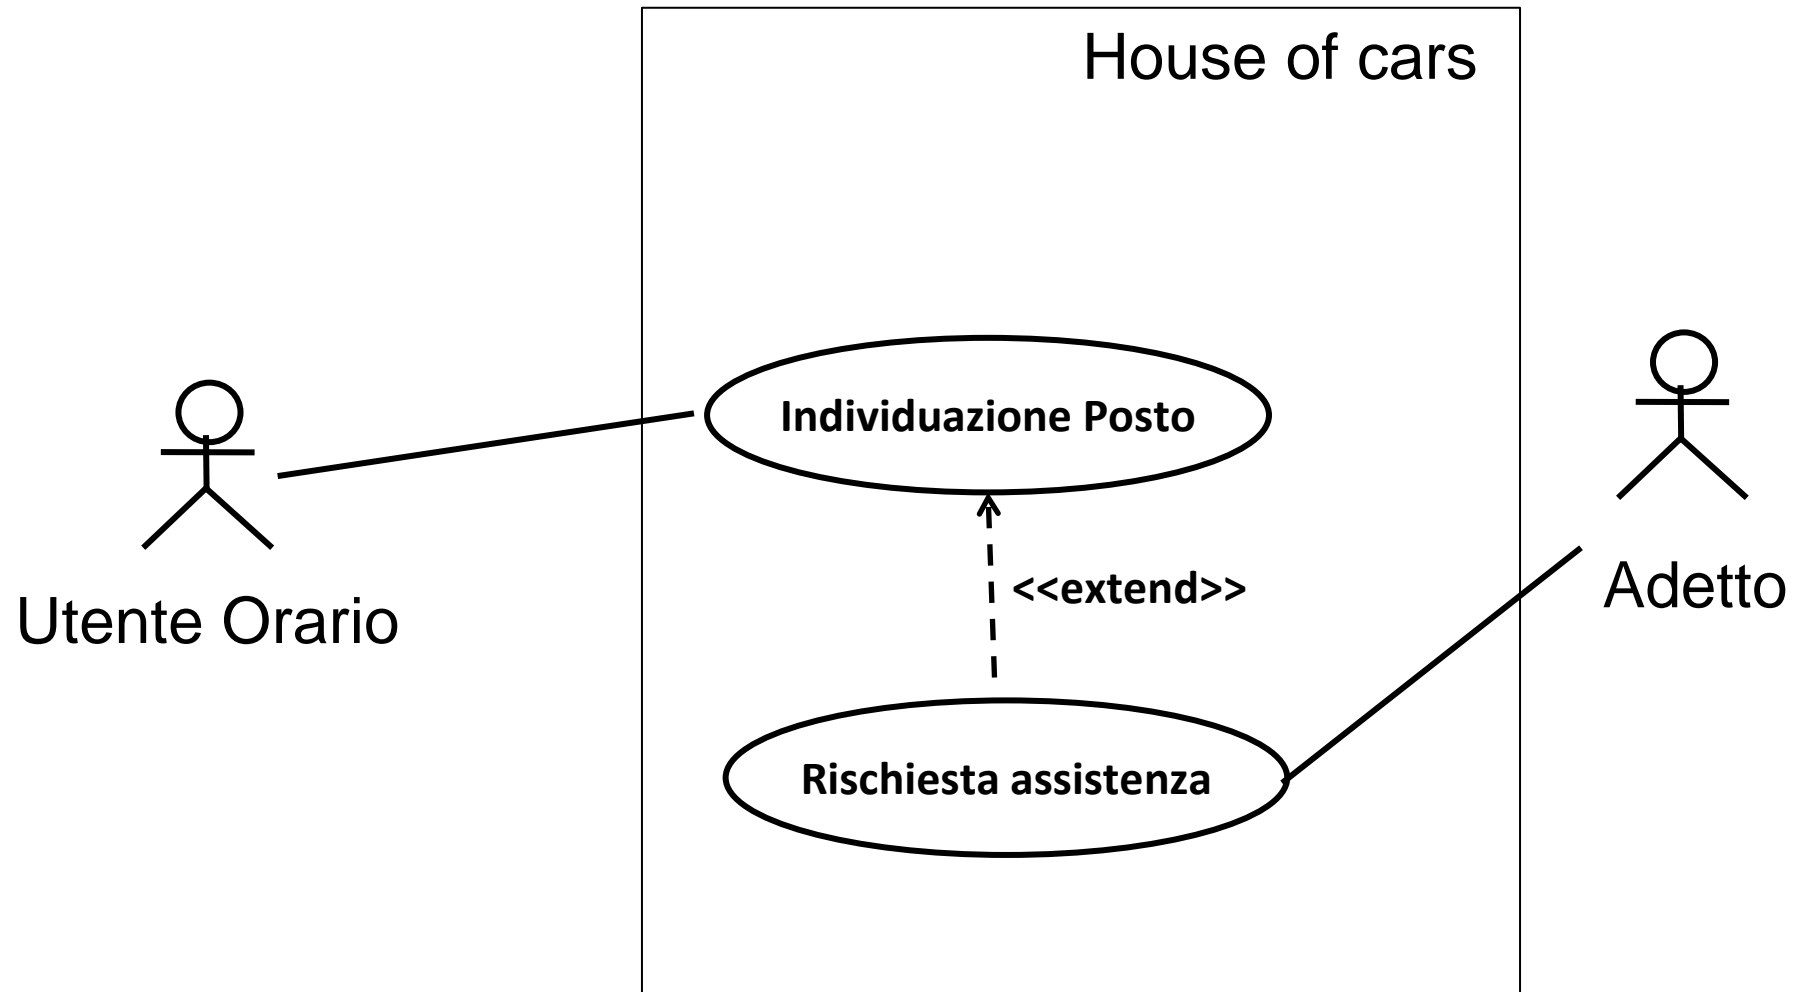 House of cars
Individuazione Posto
<<extend>>
Adetto
Utente Orario
Rischiesta assistenza